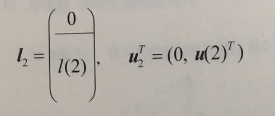 l₂ = (0 / l(2)), u₂ᵀ = (0, u(2)ᵀ)